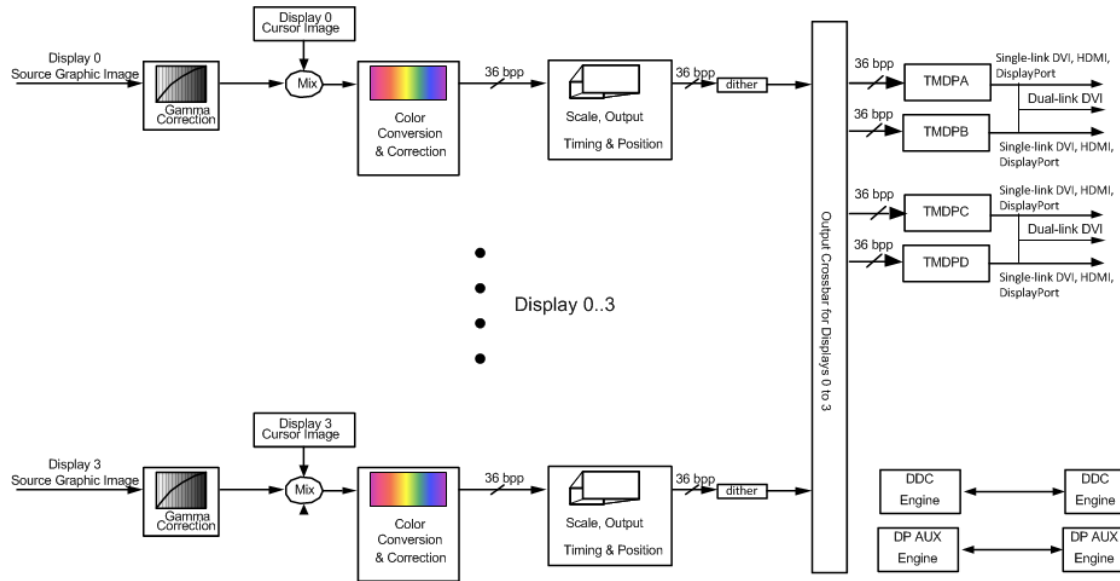 Display 0
Cursor Image
Display 0
Source Graphic Image
Gamma
Correction
Mix
Color
Conversion
& Correction
36 bpp
Scale, Output
Timing & Position
36 bpp
dither
Output Crossbar for Displays 0 to 3
36 bpp
TMDPA
Single-link DVI, HDMI,
DisplayPort
Dual-link DVI
36 bpp
TMDPB
Single-link DVI, HDMI,
DisplayPort
36 bpp
TMDPC
Single-link DVI, HDMI,
DisplayPort
Dual-link DVI
36 bpp
TMDPD
Single-link DVI, HDMI,
DisplayPort
Display 0..3
Display 3
Cursor Image
Display 3
Source Graphic Image
Gamma
Correction
Mix
Color
Conversion
& Correction
36 bpp
Scale, Output
Timing & Position
36 bpp
dither
DDC
Engine
DDC
Engine
DP AUX
Engine
DP AUX
Engine